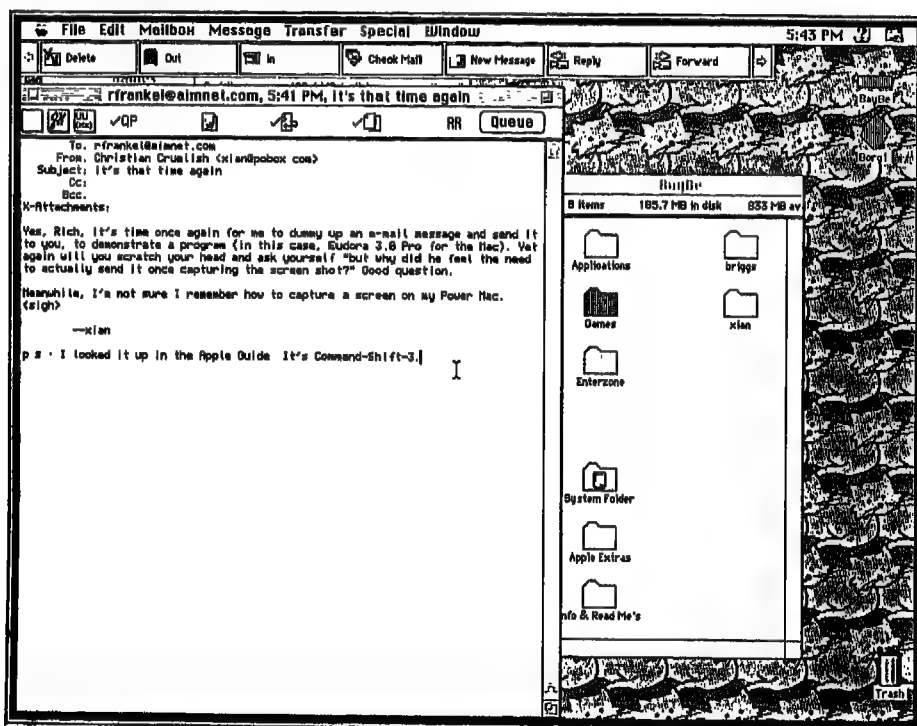 File Edit Mailbox Message Transfer Special Window 5:43 PM
Delete Out In Check Mail New Message Reply Forward
rfrankel@aimnet.com, 5:41 PM, It's that time again
QP RR Queue
To. rfrankel@aimnet.com
From. Christian Crumlish (xian@pobox com)
Subject: It's that time again
Cc:
Bcc.
X-Attachments:
Yes, Rich, it's time once again for me to dummy up an e-mail message and send it
to you, to demonstrate a program (in this case, Eudora 3.0 Pro for the Mac). Yet
again will you scratch your head and ask yourself "but why did he feel the need
to actually send it once capturing the screen shot?" Good question.
Meanwhile, I'm not sure I remember how to capture a screen on my Power Mac.
<sigh>
—xian
p s · I looked it up in the Apple Guide It's Command-Shift-3.
BayBe
Borg
BayBe
8 items 185.7 MB in disk 833 MB av
Applications
briggs
Games
xian
Enterzone
System Folder
Apple Extras
nfo & Read Me's
Trash